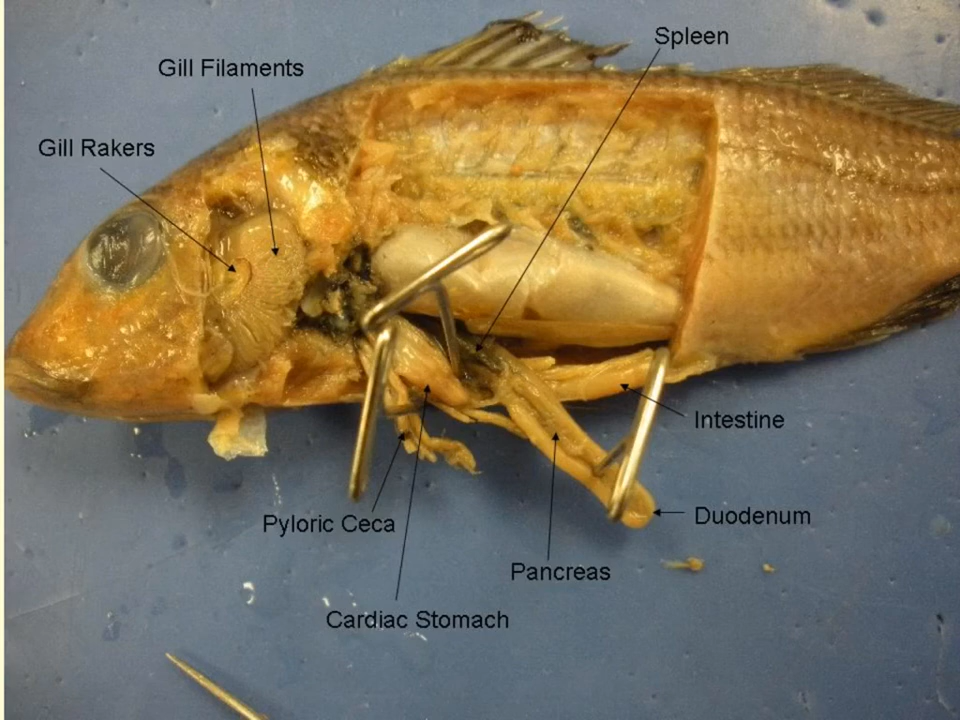 Spleen
Gill Filaments
Gill Rakers
Intestine
Duodenum
Pyloric Ceca
Pancreas
Cardiac Stomach